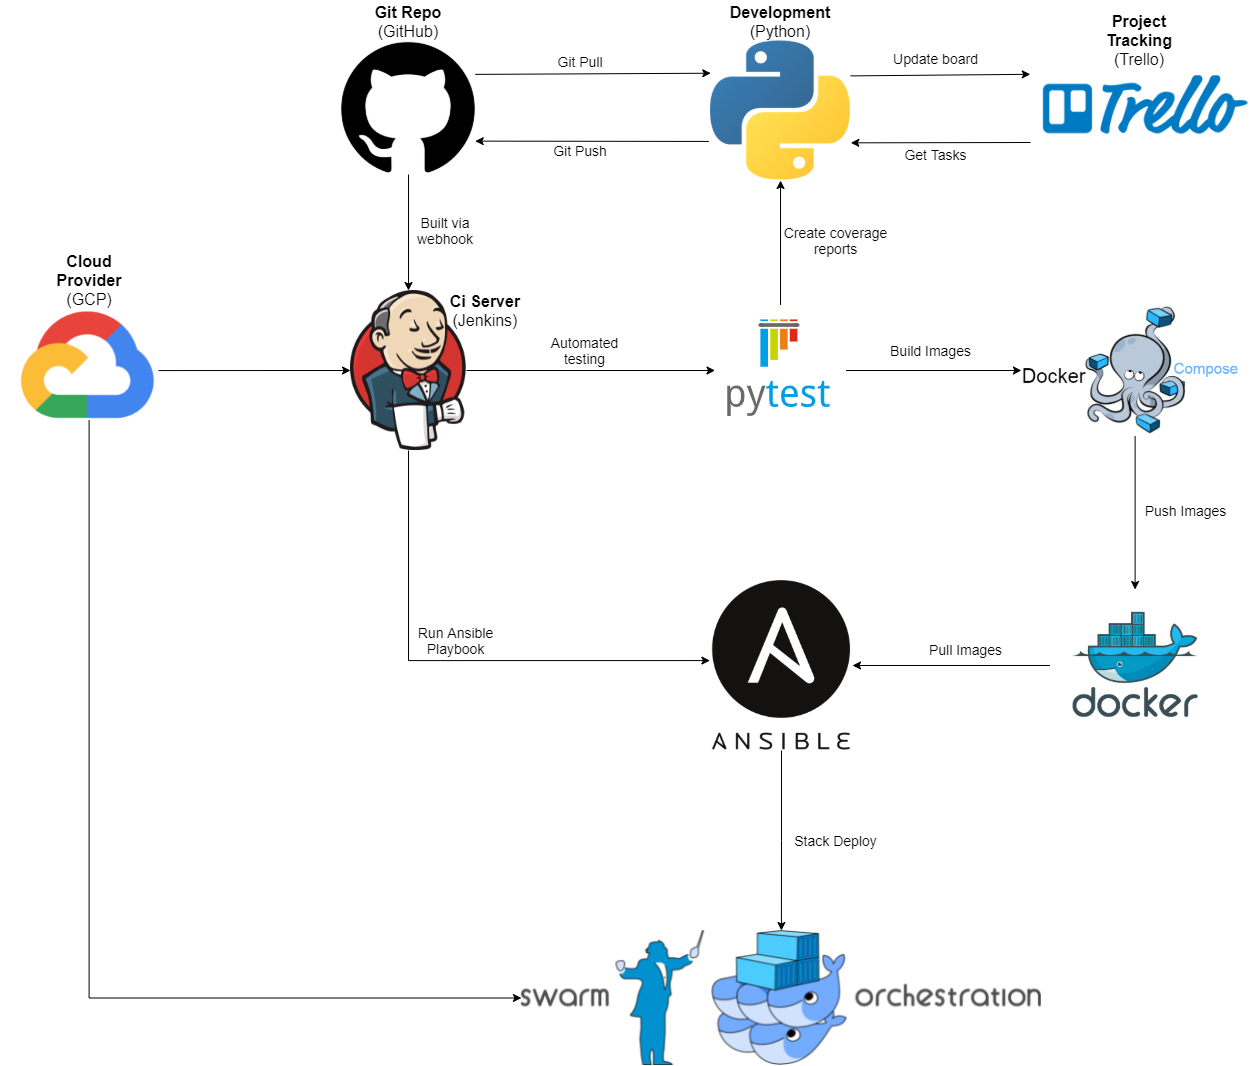 Git Repo
(GitHub)
Development
(Python)
Project
Tracking
(Trello)
Git Pull
Update board
Trello
Git Push
Get Tasks
Built via
webhook
Create coverage
reports
Cloud
Provider
(GCP)
Ci Server
(Jenkins)
Automated
testing
Build Images
pytest
Docker
Compose
Push Images
Run Ansible
Playbook
Pull Images
docker
ANSIBLE
Stack Deploy
swarm
orchestration